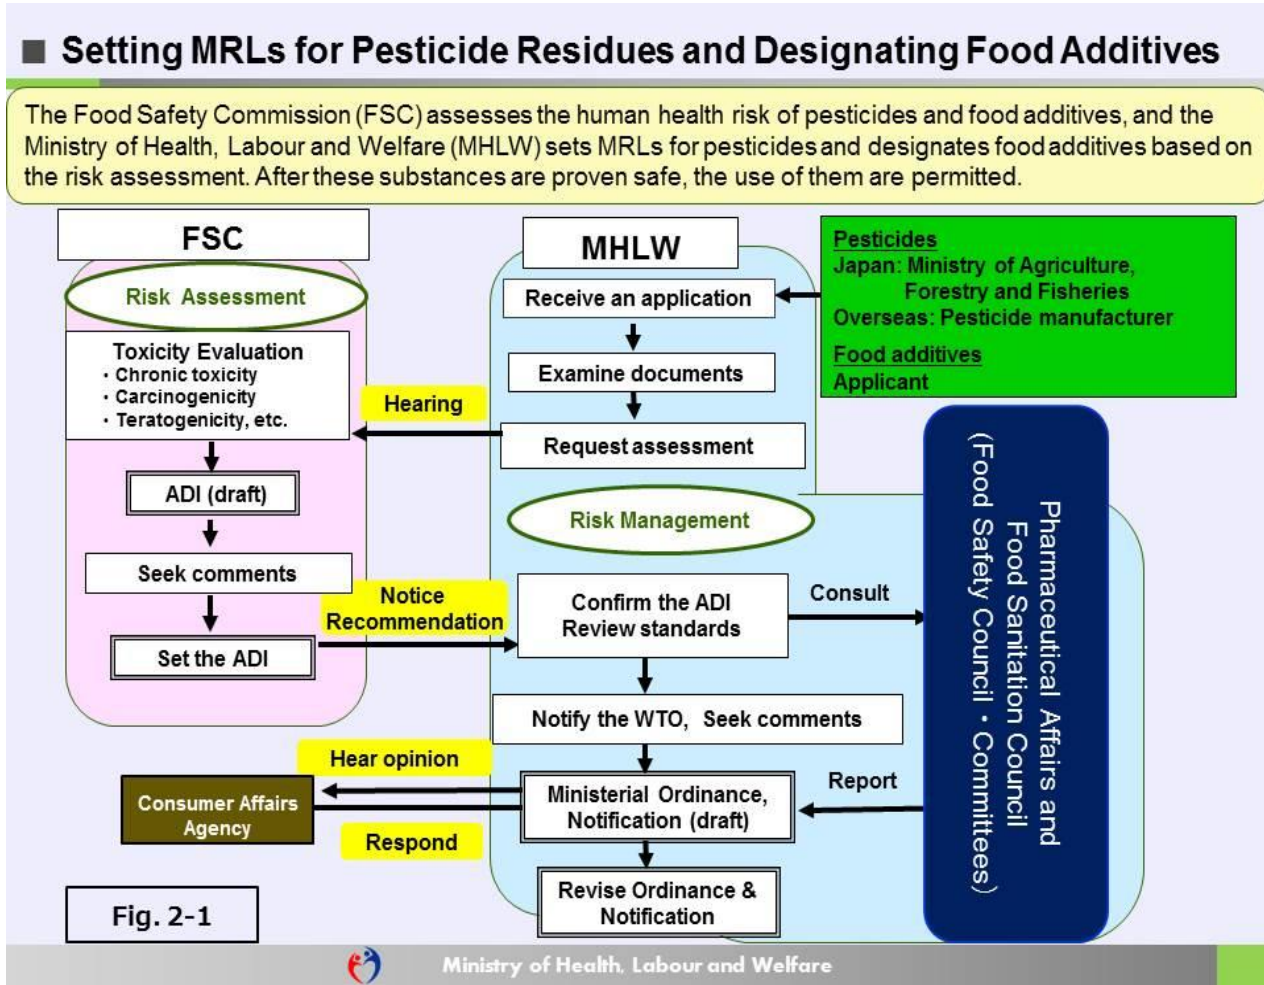 ■ Setting MRLs for Pesticide Residues and Designating Food Additives
The Food Safety Commission (FSC) assesses the human health risk of pesticides and food additives, and the
Ministry of Health, Labour and Welfare (MHLW) sets MRLs for pesticides and designates food additives based on
the risk assessment. After these substances are proven safe, the use of them are permitted.
FSC
Risk Assessment
Toxicity Evaluation
・Chronic toxicity
・Carcinogenicity
・Teratogenicity, etc.
ADI (draft)
Seek comments
Set the ADI
Hearing
Notice
Recommendation
MHLW
Receive an application
Examine documents
Request assessment
Risk Management
Confirm the ADI
Review standards
Notify the WTO, Seek comments
Ministerial Ordinance,
Notification (draft)
Revise Ordinance &
Notification
Pesticides
Japan: Ministry of Agriculture,
Forestry and Fisheries
Overseas: Pesticide manufacturer
Food additives
Applicant
Consult
Report
Pharmaceutical Affairs and
Food Sanitation Council
(Food Safety Council・Committees)
Hear opinion
Consumer Affairs
Agency
Respond
Fig. 2-1
Ministry of Health, Labour and Welfare